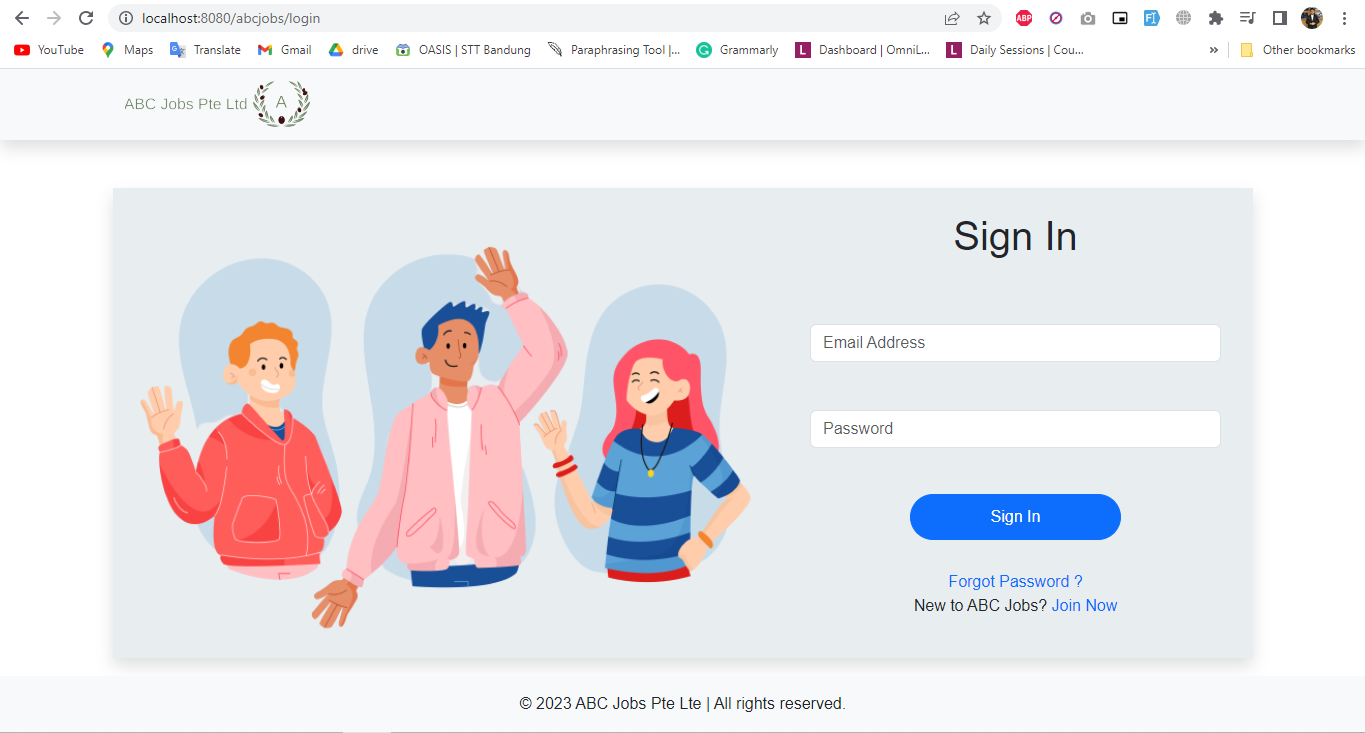 localhost:8080/abcjobs/login
ABP
YouTube Maps Translate Gmail drive OASIS | STT Bandung Paraphrasing Tool |... Grammarly L Dashboard | OmniL... L Daily Sessions | Cou... » Other bookmarks
ABC Jobs Pte Ltd A
Sign In
Email Address
Password
Sign In
Forgot Password ?
New to ABC Jobs? Join Now
© 2023 ABC Jobs Pte Lte | All rights reserved.